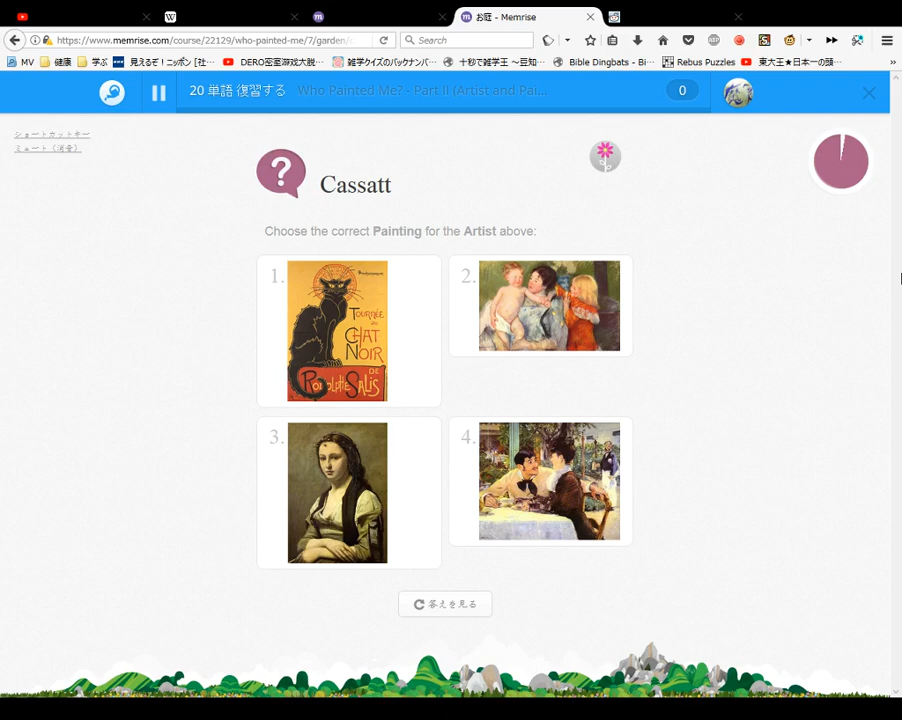 お庭 - Memrise
https://www.memrise.com/course/22129/who-painted-me/7/garden/
Search
MV
健康
学ぶ
見えるぞ!ニッポン [社…
DERO密室游戏大脱…
雑学クイズのバックナンバ…
十秒で雑学王 ～豆知…
Bible Dingbats - Bi…
Rebus Puzzles
東大王★日本一の頭…
20 単語 復習する
Who Painted Me? - Part II (Artist and Pai...
0
ショートカットキー
ミュート (消音)
?
Cassatt
Choose the correct Painting for the Artist above:
1.
TOURNÉE
DU
CHAT
NOIR
DE
RODOLPHE SALIS
2.
3.
4.
答えを見る